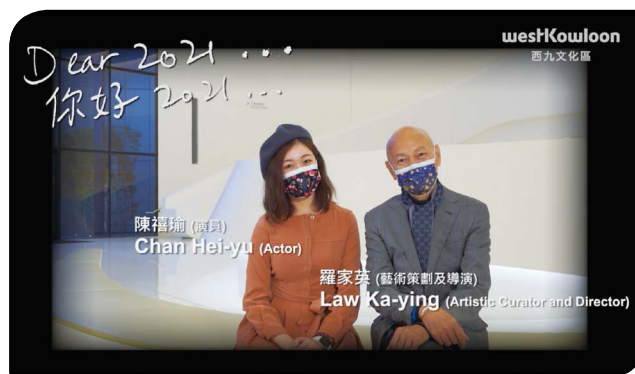 Dear 2021 ...
你好 2021 ...
westKowloon
西九文化區
陳禧瑜 (演員)
Chan Hei-yu (Actor)
羅家英 (藝術策劃及導演)
Law Ka-ying (Artistic Curator and Director)